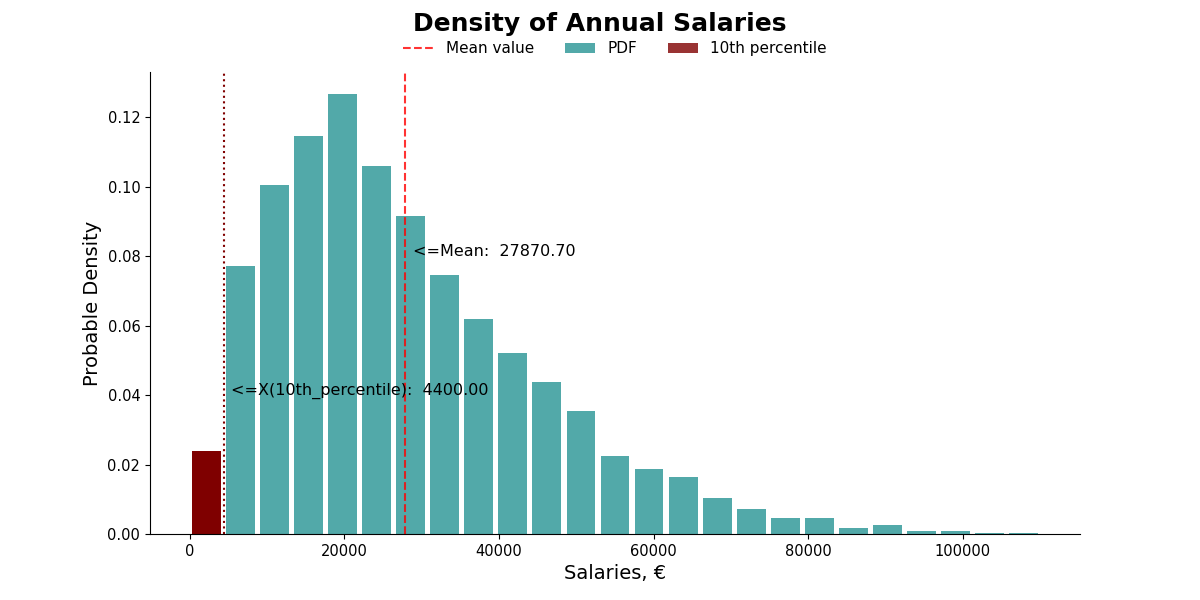 Density of Annual Salaries
Mean value PDF 10th percentile
0.12
0.10
0.08
0.06
0.04
0.02
0.00
Probable Density
<=Mean:  27870.70
<=X(10th_percentile):  4400.00
0 20000 40000 60000 80000 100000
Salaries, €